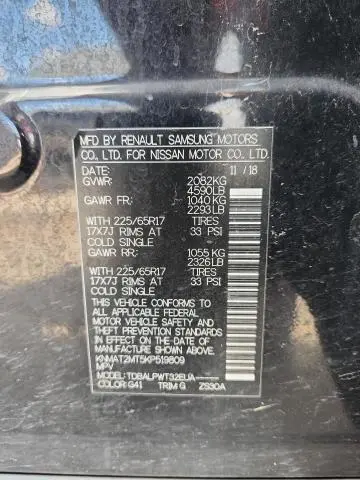 MFD BY RENAULT SAMSUNG MOTORS
CO., LTD. FOR NISSAN MOTOR CO., LTD.
DATE: 11 / 18
GVWR: 2082KG
4590LB
GAWR FR: 1040 KG
2293LB
WITH 225/65R17 TIRES
17X7J RIMS AT 33 PSI
COLD SINGLE
GAWR RR: 1055 KG
2326LB
WITH 225/65R17 TIRES
17X7J RIMS AT 33 PSI
COLD SINGLE
THIS VEHICLE CONFORMS TO
ALL APPLICABLE FEDERAL
MOTOR VEHICLE SAFETY
AND THEFT PREVENTION
STANDARDS IN EFFECT ON
THE DATE OF MANUFACTURE
SHOWN ABOVE.
KNMAT2MT5KP519809
MPV
MODEL: TDBALPWT32EUA-----
COLOR: G41 TRIM: G ZS30A